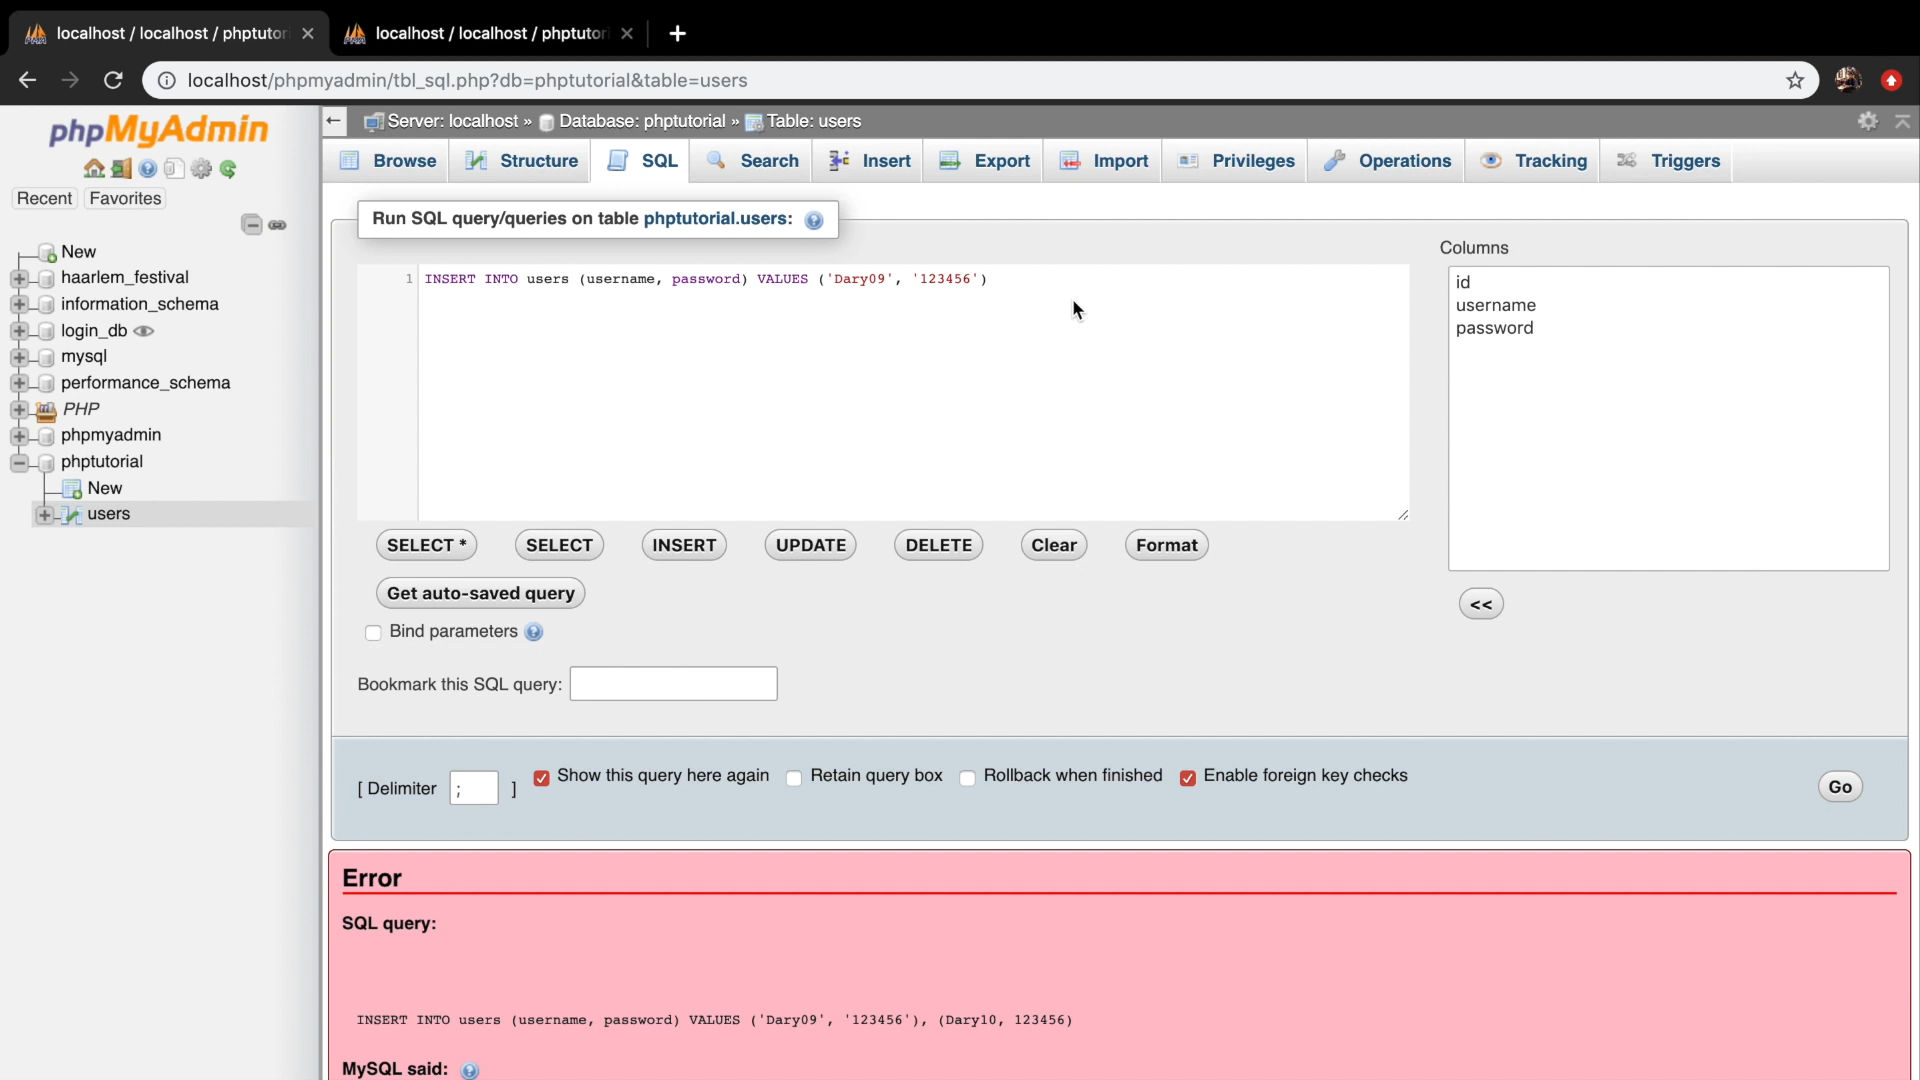 localhost / localhost / phptutor
localhost / localhost / phptutor
localhost/phpmyadmin/tbl_sql.php?db=phptutorial&table=users
phpMyAdmin
Recent Favorites
New
haarlem_festival
information_schema
login_db
mysql
performance_schema
PHP
phpmyadmin
phptutorial
New
users
Server: localhost » Database: phptutorial » Table: users
Browse Structure SQL Search Insert Export Import Privileges Operations Tracking Triggers
Run SQL query/queries on table phptutorial.users:
1 INSERT INTO users (username, password) VALUES ('Dary09', '123456')
Columns
id
username
password
<<
SELECT * SELECT INSERT UPDATE DELETE Clear Format
Get auto-saved query
Bind parameters
Bookmark this SQL query:
[ Delimiter ; ] Show this query here again Retain query box Rollback when finished Enable foreign key checks Go
Error
SQL query:
INSERT INTO users (username, password) VALUES ('Dary09', '123456'), (Dary10, 123456)
MySQL said: